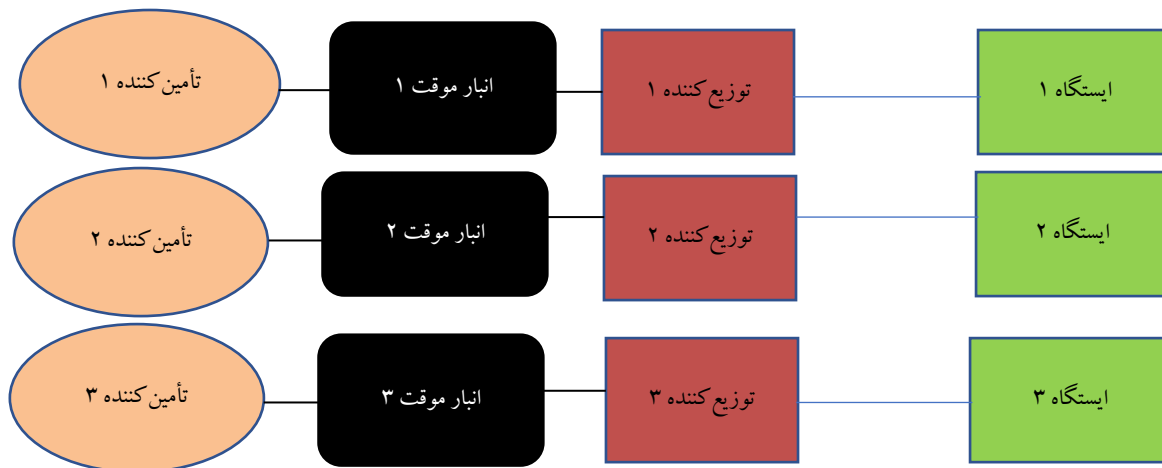 تأمین‌کننده ۱
انبار موقت ۱
توزیع‌کننده ۱
ایستگاه ۱
تأمین‌کننده ۲
انبار موقت ۲
توزیع‌کننده ۲
ایستگاه ۲
تأمین‌کننده ۳
انبار موقت ۳
توزیع‌کننده ۳
ایستگاه ۳